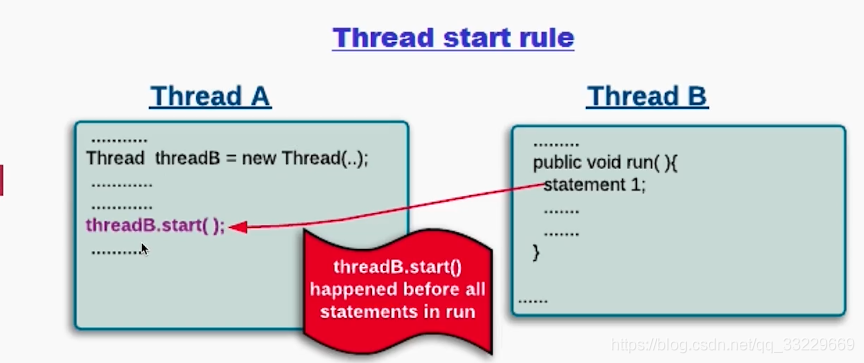 Thread start rule
Thread A
...........
Thread threadB = new Thread(..);
............
............
threadB.start( );
...........
Thread B
.........
public void run( ){
statement 1;
.......
.......
}
......
threadB.start()
happened before all
statements in run
https://blog.csdn.net/qq_33229669